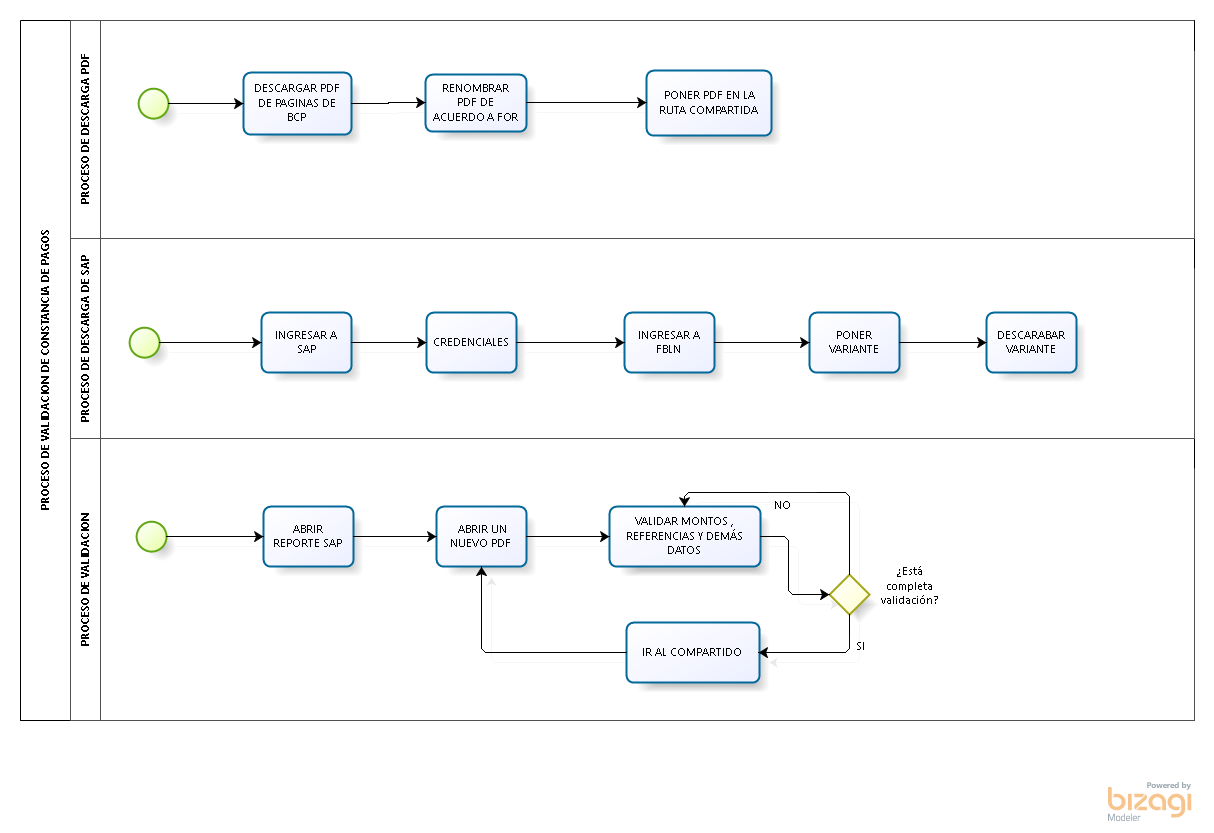 PROCESO DE VALIDACION DE CONSTANCIA DE PAGOS
PROCESO DE DESCARGA PDF
DESCARGAR PDF
DE PAGINAS DE
BCP
RENOMBRAR
PDF DE
ACUERDO A FOR
PONER PDF EN LA
RUTA COMPARTIDA
PROCESO DE DESCARGA DE SAP
INGRESAR A
SAP
CREDENCIALES
INGRESAR A
FBLN
PONER
VARIANTE
DESCARABAR
VARIANTE
PROCESO DE VALIDACION
ABRIR
REPORTE SAP
ABRIR UN
NUEVO PDF
VALIDAR MONTOS ,
REFERENCIAS Y DEMÁS
DATOS
NO
¿Está
completa
validación?
SI
IR AL COMPARTIDO
Powered by
bizagi
Modeler